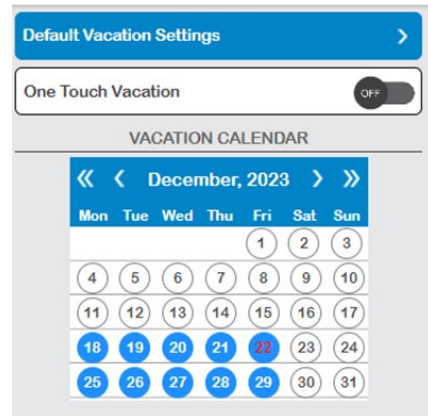 Default Vacation Settings
One Touch Vacation OFF
VACATION CALENDAR
December, 2023
Mon Tue Wed Thu Fri Sat Sun
1 2 3
4 5 6 7 8 9 10
11 12 13 14 15 16 17
18 19 20 21 22 23 24
25 26 27 28 29 30 31